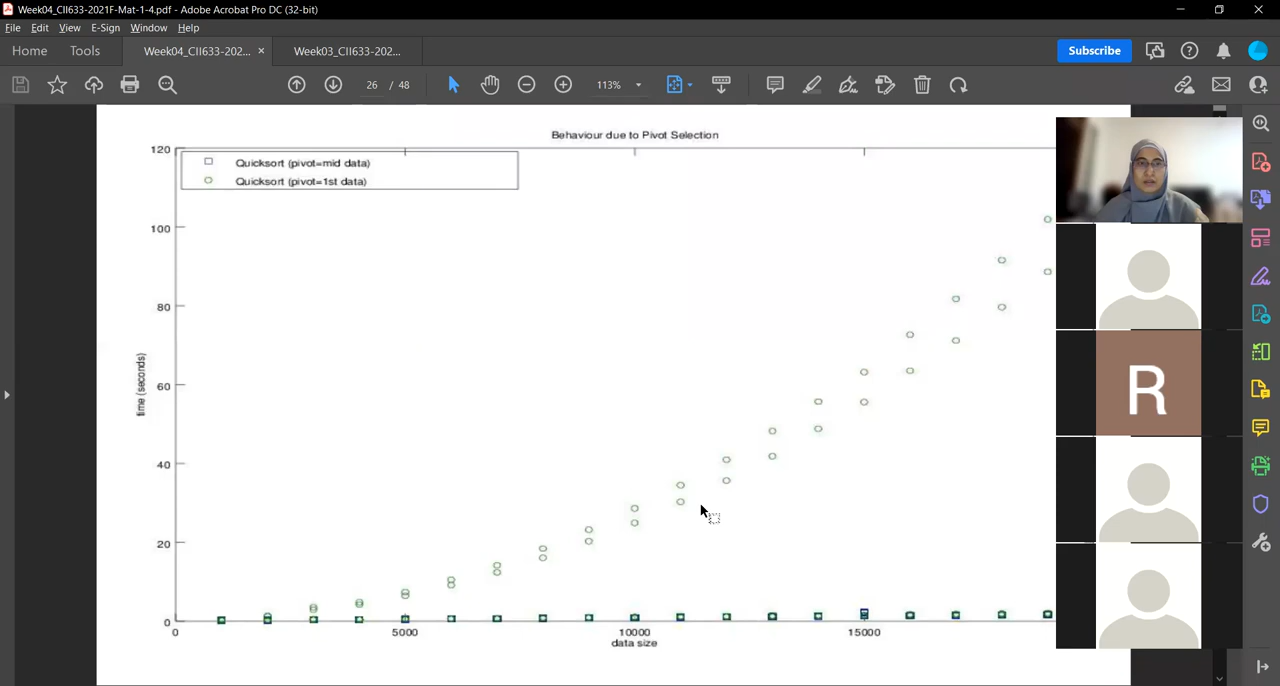 Week04_CII633-2021F-Mat-1-4.pdf - Adobe Acrobat Pro DC (32-bit)
File Edit View E-Sign Window Help
Home Tools Week04_CII633-202... × Week03_CII633-202... Subscribe
26 / 48 113%
Behaviour due to Pivot Selection
120
Quicksort (pivot=mid data)
Quicksort (pivot=1st data)
100
80
60
40
20
0
time (seconds)
0 5000 10000 15000
data size
R